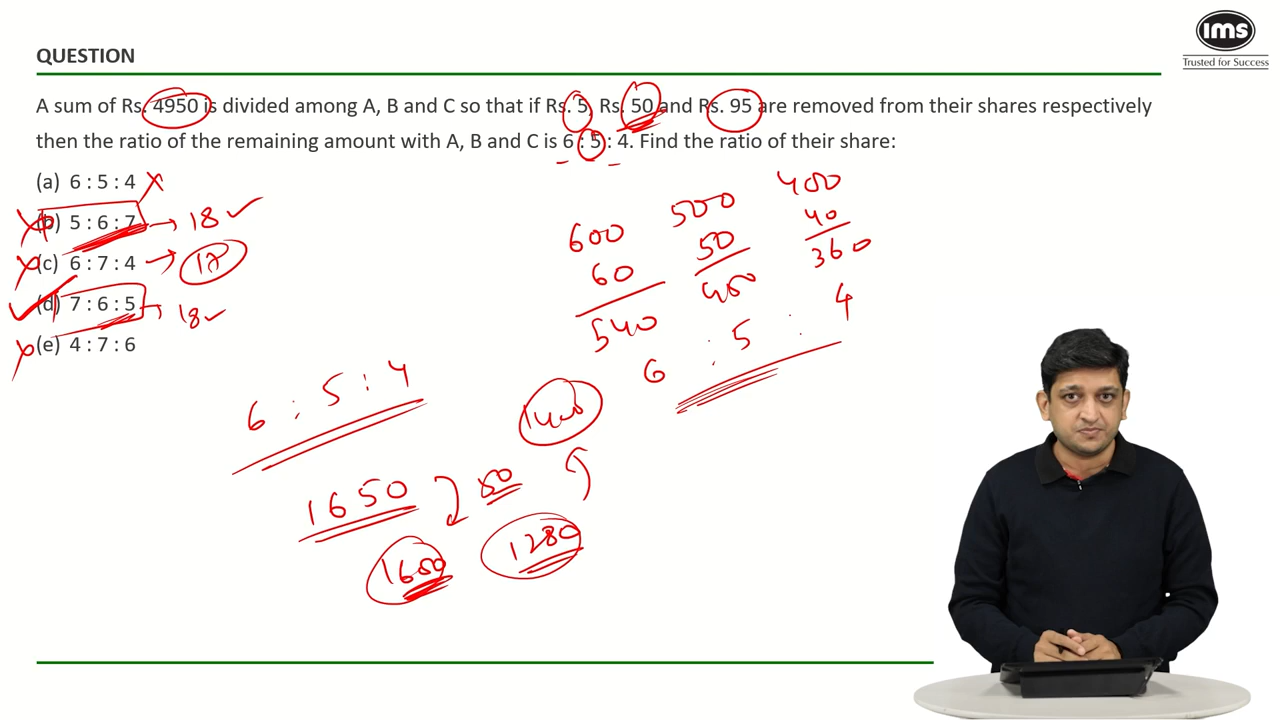 ims
Trusted for Success
QUESTION
A sum of Rs. 4950 is divided among A, B and C so that if Rs. 5, Rs. 50 and Rs. 95 are removed from their shares respectively
then the ratio of the remaining amount with A, B and C is 6 : 5 : 4. Find the ratio of their share:
(a) 6 : 5 : 4
(b) 5 : 6 : 7 → 18 ✓
(c) 6 : 7 : 4 → 17
(d) 7 : 6 : 5 → 18 ✓
(e) 4 : 7 : 6
600 500 400
60 50 40
540 450 360
6 : 5 : 4
6 : 5 : 4
1650 50
1600 1280